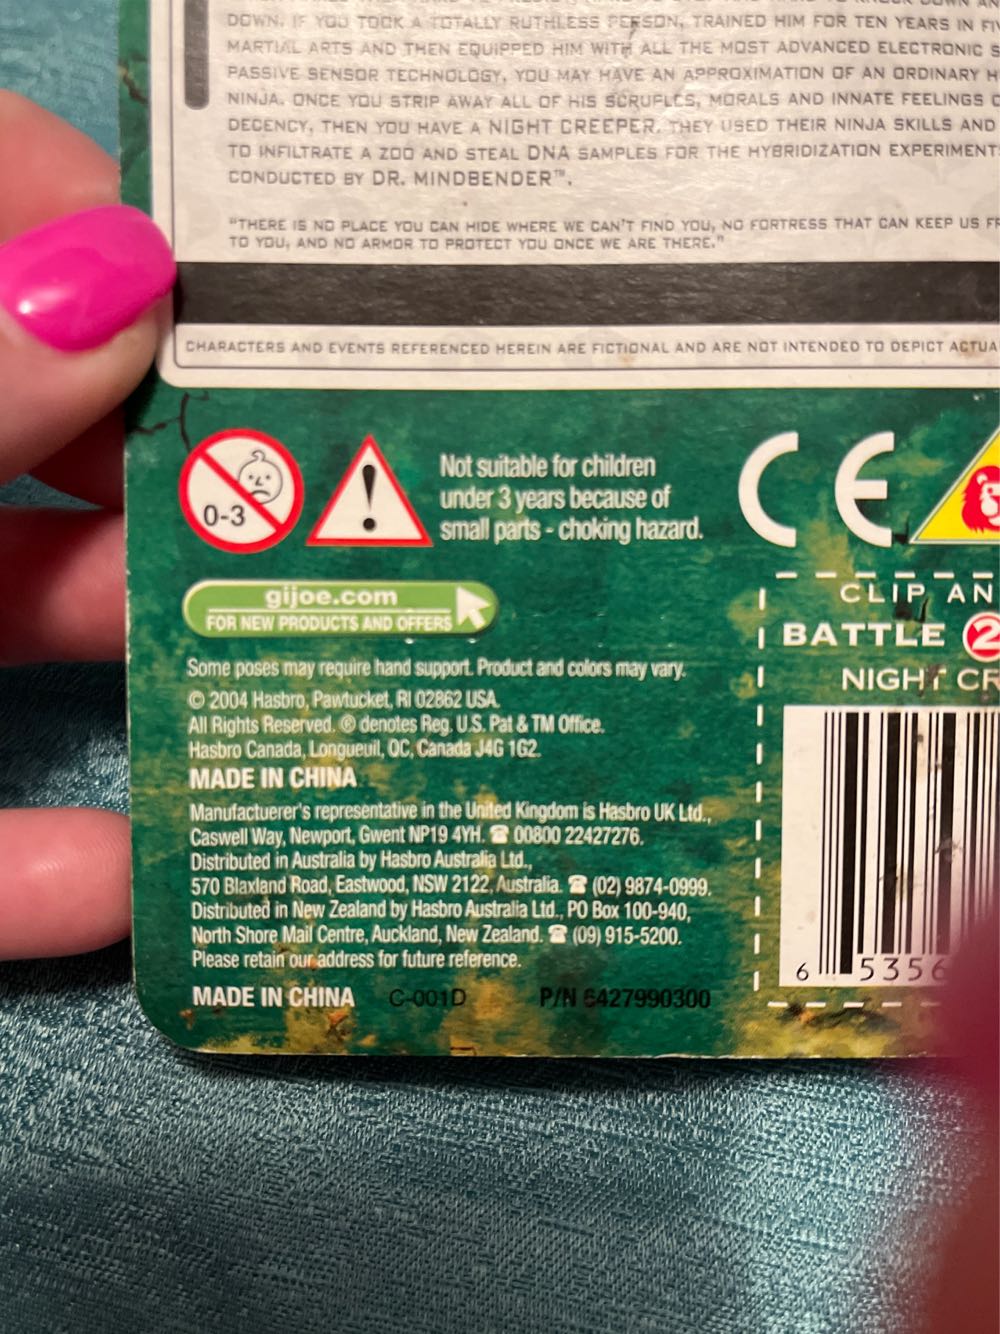 DOWN. IF YOU TOOK A TOTALLY RUTHLESS PERSON, TRAINED HIM FOR TEN YEARS IN
MARTIAL ARTS AND THEN EQUIPPED HIM WITH ALL THE MOST ADVANCED ELECTRONIC
PASSIVE SENSOR TECHNOLOGY, YOU MAY HAVE AN APPROXIMATION OF AN ORDINARY
NINJA. ONCE YOU STRIP AWAY ALL OF HIS SCRUPLES, MORALS AND INNATE FEELINGS
DECENCY, THEN YOU HAVE A NIGHT CREEPER. THEY USED THEIR NINJA SKILLS AND
TO INFILTRATE A ZOO AND STEAL DNA SAMPLES FOR THE HYBRIDIZATION EXPERIMENT
CONDUCTED BY DR. MINDBENDER™.
"THERE IS NO PLACE YOU CAN HIDE WHERE WE CAN'T FIND YOU, NO FORTRESS THAT CAN KEEP US
TO YOU, AND NO ARMOR TO PROTECT YOU ONCE WE ARE THERE."
CHARACTERS AND EVENTS REFERENCED HEREIN ARE FICTIONAL AND ARE NOT INTENDED TO DEPICT ACTUA
0-3
Not suitable for children
under 3 years because of
small parts - choking hazard.
CE
gijoe.com
FOR NEW PRODUCTS AND OFFERS
Some poses may require hand support. Product and colors may vary.
© 2004 Hasbro, Pawtucket, RI 02862 USA.
All Rights Reserved. ® denotes Reg. U.S. Pat & TM Office.
Hasbro Canada, Longueuil, QC, Canada J4G 1G2.
MADE IN CHINA
Manufactuerer's representative in the United Kingdom is Hasbro UK Ltd.,
Caswell Way, Newport, Gwent NP19 4YH. ☎ 00800 22427276.
Distributed in Australia by Hasbro Australia Ltd.,
570 Blaxland Road, Eastwood, NSW 2122, Australia. ☎ (02) 9874-0999.
Distributed in New Zealand by Hasbro Australia Ltd., PO Box 100-940,
North Shore Mail Centre, Auckland, New Zealand. ☎ (09) 915-5200.
Please retain our address for future reference.
MADE IN CHINA C-001D P/N 6427990300
CLIP AN
BATTLE 2
NIGHT CR
6 5356